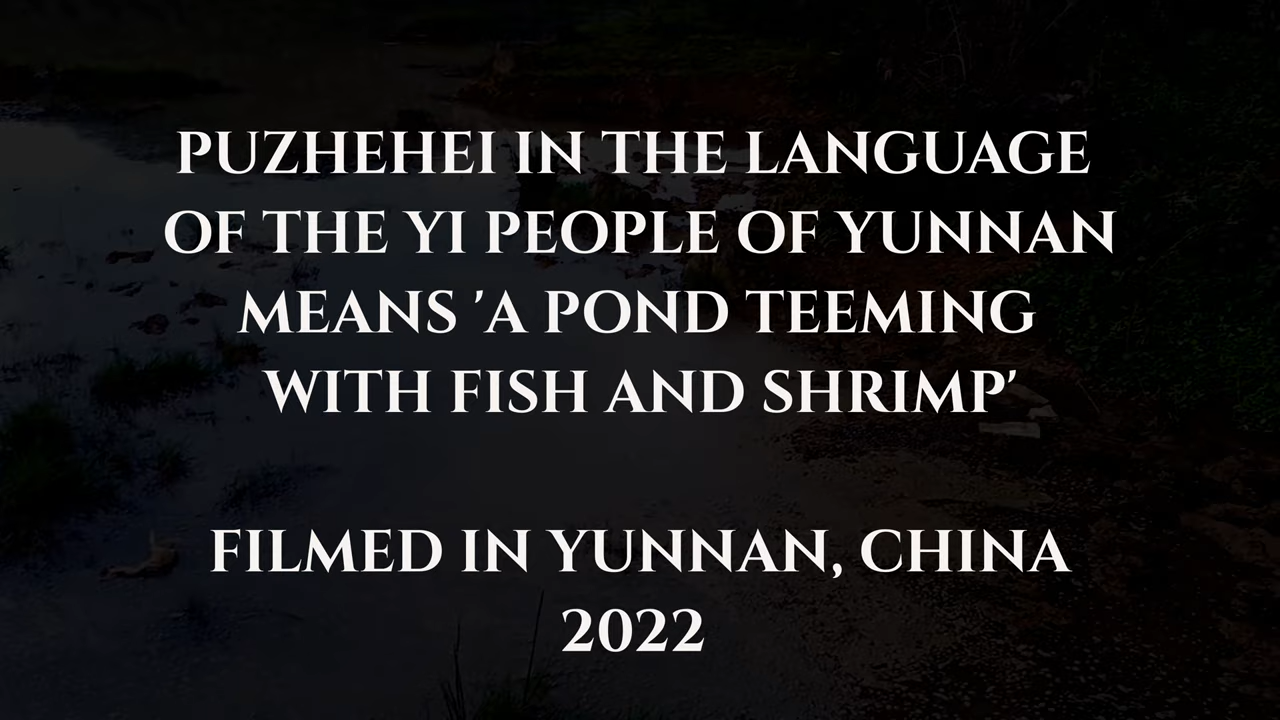 PUZHEHEI IN THE LANGUAGE
OF THE YI PEOPLE OF YUNNAN
MEANS 'A POND TEEMING
WITH FISH AND SHRIMP'
FILMED IN YUNNAN, CHINA
2022